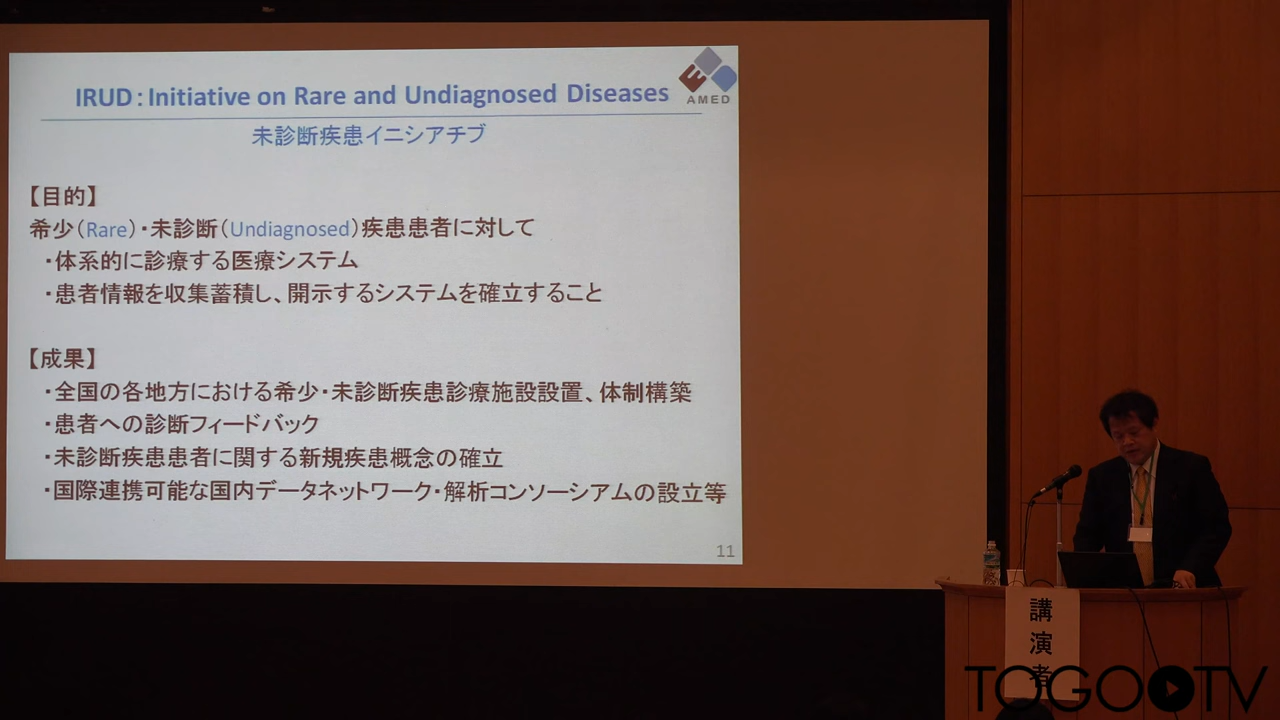 IRUD：Initiative on Rare and Undiagnosed Diseases
AMED
未診断疾患イニシアチブ
【目的】
希少（Rare）・未診断（Undiagnosed）疾患患者に対して
・体系的に診療する医療システム
・患者情報を収集蓄積し、開示するシステムを確立すること
【成果】
・全国の各地方における希少・未診断疾患診療施設設置、体制構築
・患者への診断フィードバック
・未診断疾患患者に関する新規疾患概念の確立
・国際連携可能な国内データネットワーク・解析コンソーシアムの設立等
11
講演者
TOGOTV